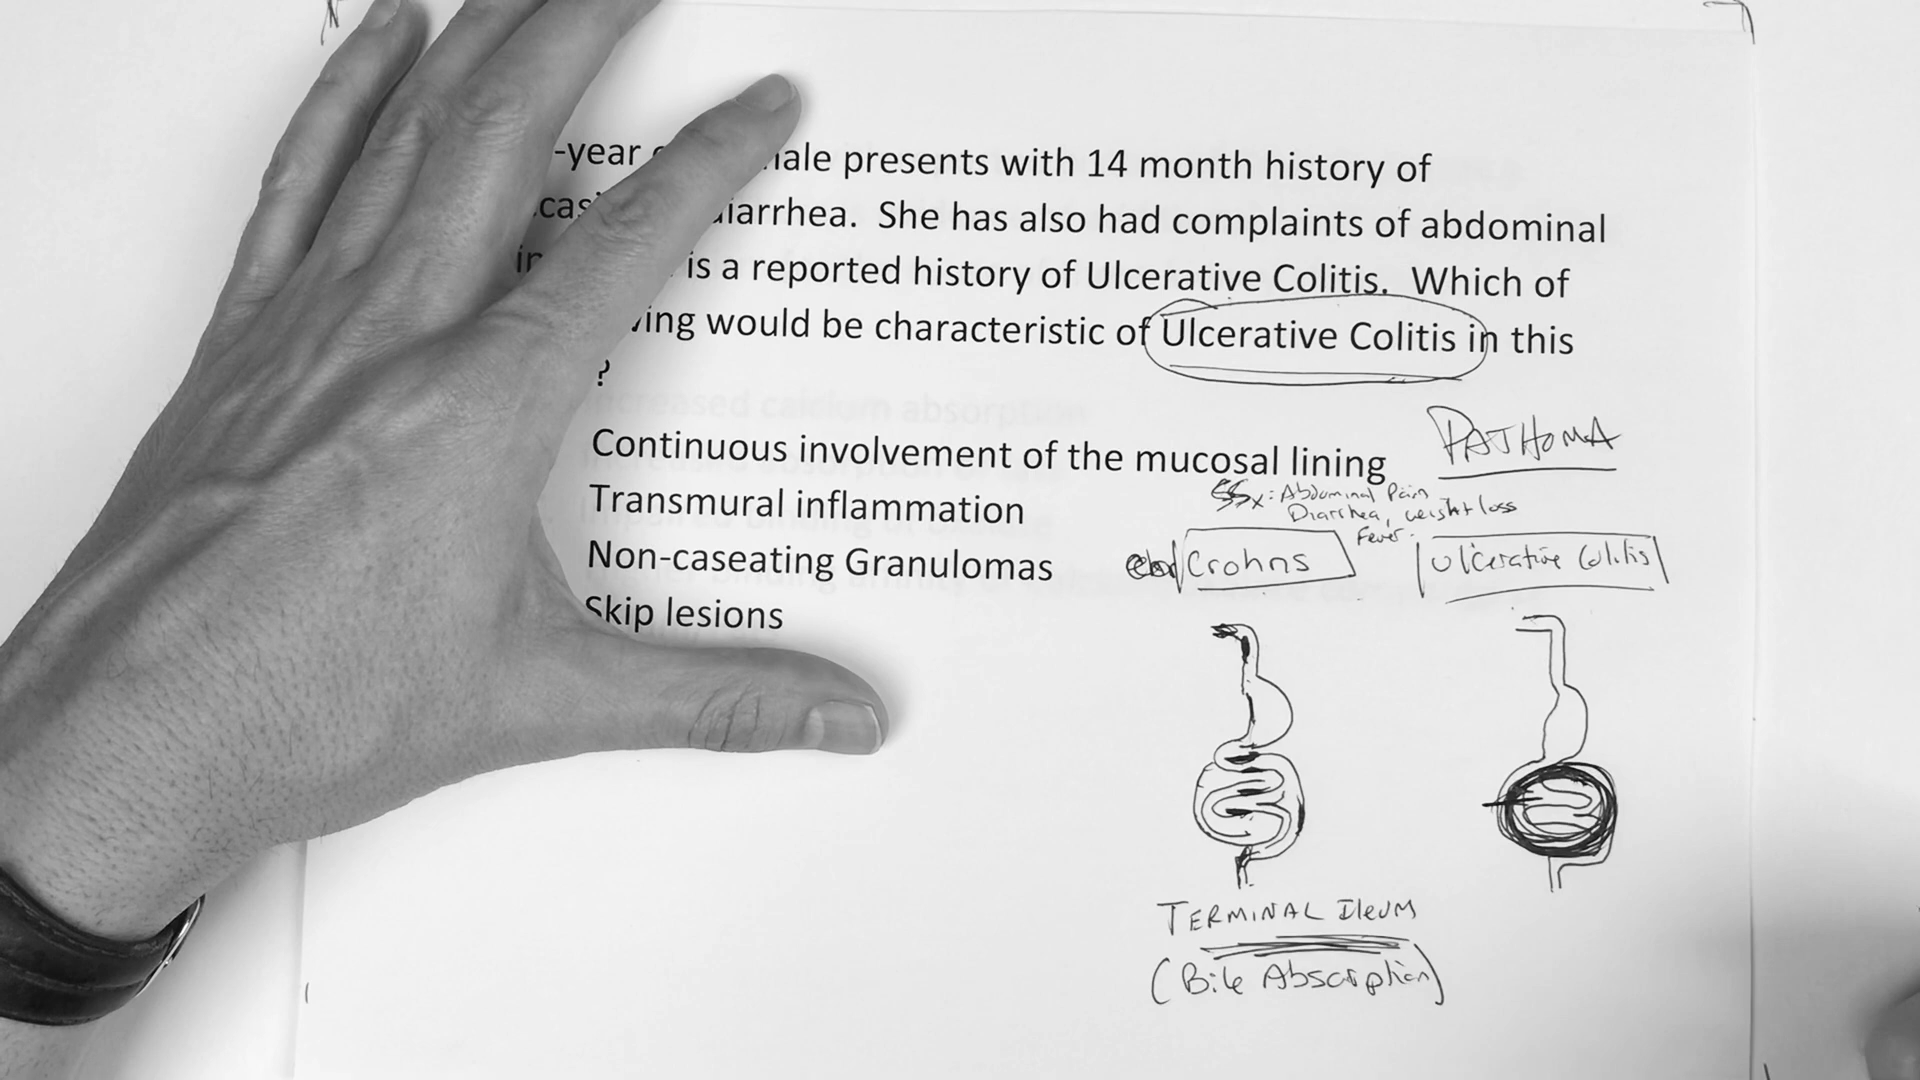 -year male presents with 14 month history of
diarrhea. She has also had complaints of abdominal
is a reported history of Ulcerative Colitis. Which of
would be characteristic of Ulcerative Colitis in this
?
Continuous involvement of the mucosal lining
PATHOMA
Transmural inflammation
SSx: Abdominal Pain
Diarrhea, weight loss
Fever
Non-caseating Granulomas
Crohns
Ulcerative Colitis
Skip lesions
TERMINAL Ileum
(Bile Absorption)